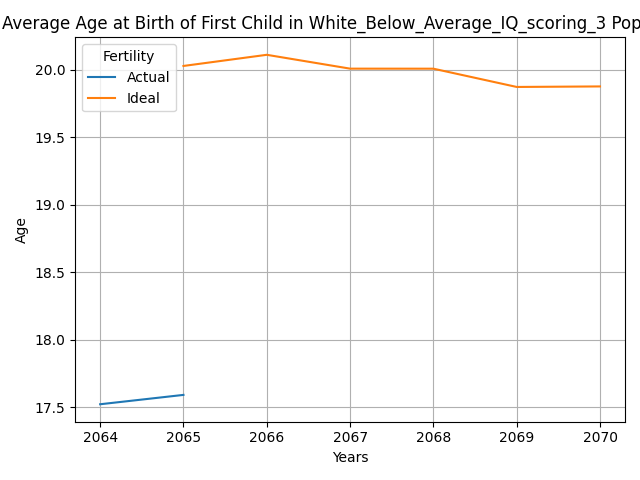 Average Age at Birth of First Child in White_Below_Average_IQ_scoring_3 Pop
Fertility
Actual
Ideal
20.0
19.5
19.0
18.5
18.0
17.5
Age
2064 2065 2066 2067 2068 2069 2070
Years